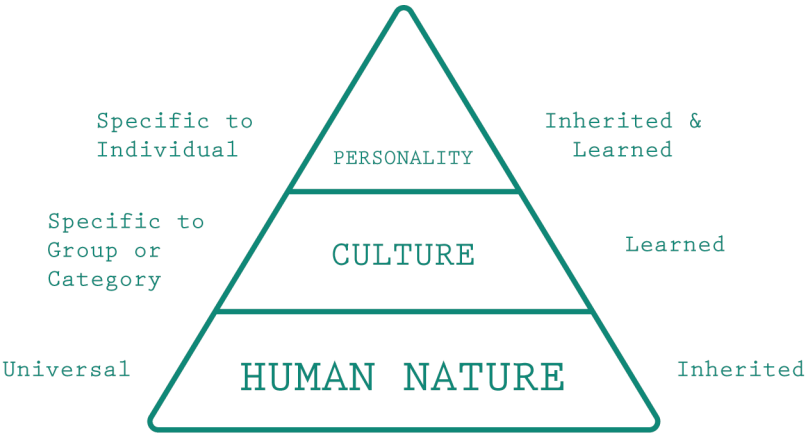 Specific to
Individual
PERSONALITY
Inherited &
Learned
Specific to
Group or
Category
CULTURE
Learned
Universal
HUMAN NATURE
Inherited